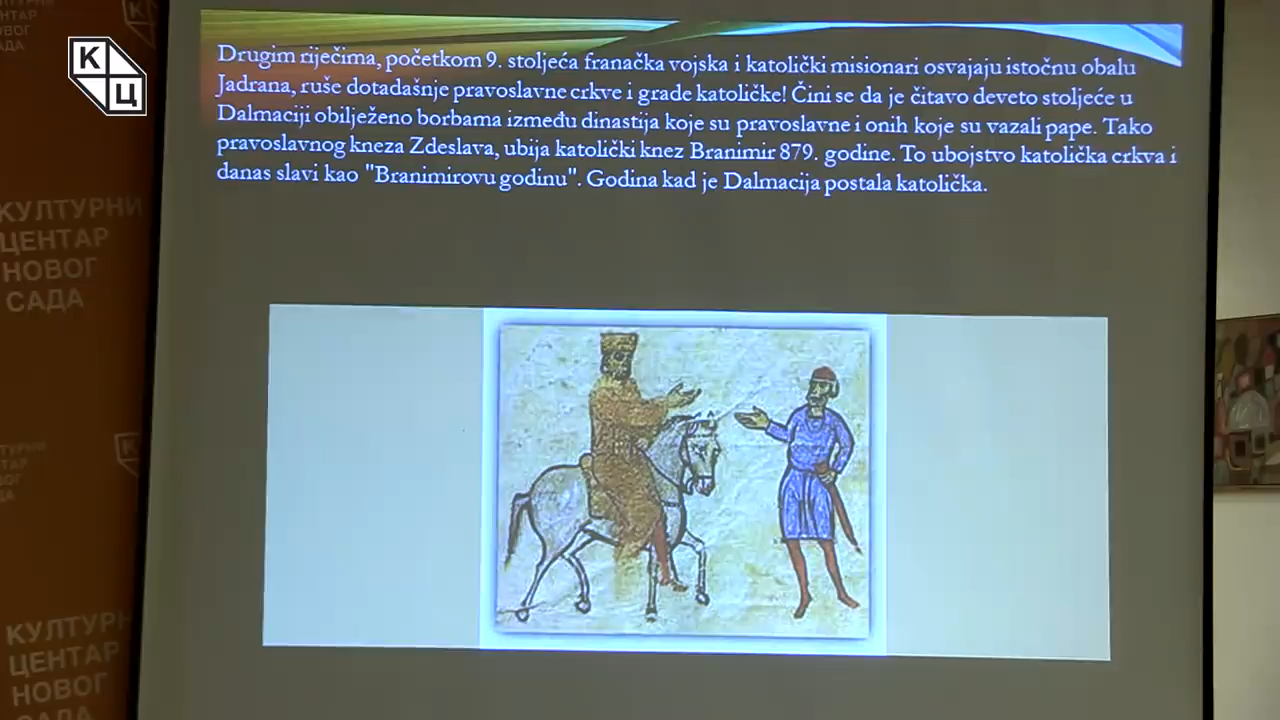 КЦ
Drugim riječima, početkom 9. stoljeća franačka vojska i katolički misionari osvajaju istočnu obalu
Jadrana, ruše dotadašnje pravoslavne crkve i grade katoličke! Čini se da je čitavo deveto stoljeće u
Dalmaciji obilježeno borbama između dinastija koje su pravoslavne i onih koje su vazali pape. Tako
pravoslavnog kneza Zdeslava, ubija katolički knez Branimir 879. godine. To ubojstvo katolička crkva i
danas slavi kao "Branimirovu godinu". Godina kad je Dalmacija postala katolička.
КУЛТУРНИ
ЦЕНТАР
НОВОГ
САДА
КУЛТУРН
ЦЕНТАР
НОВОГ
САДА